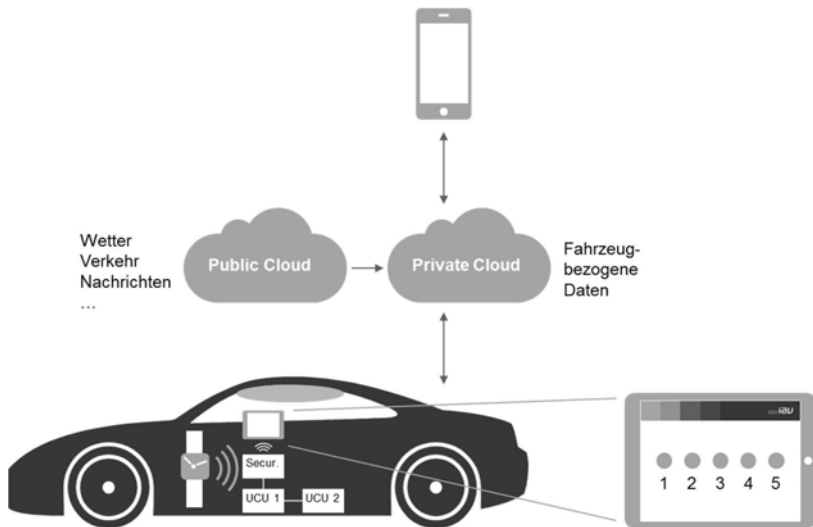 Wetter
Verkehr
Nachrichten
...
Public Cloud
Private Cloud
Fahrzeug-
bezogene
Daten
Secur.
UCU 1
UCU 2
1 2 3 4 5